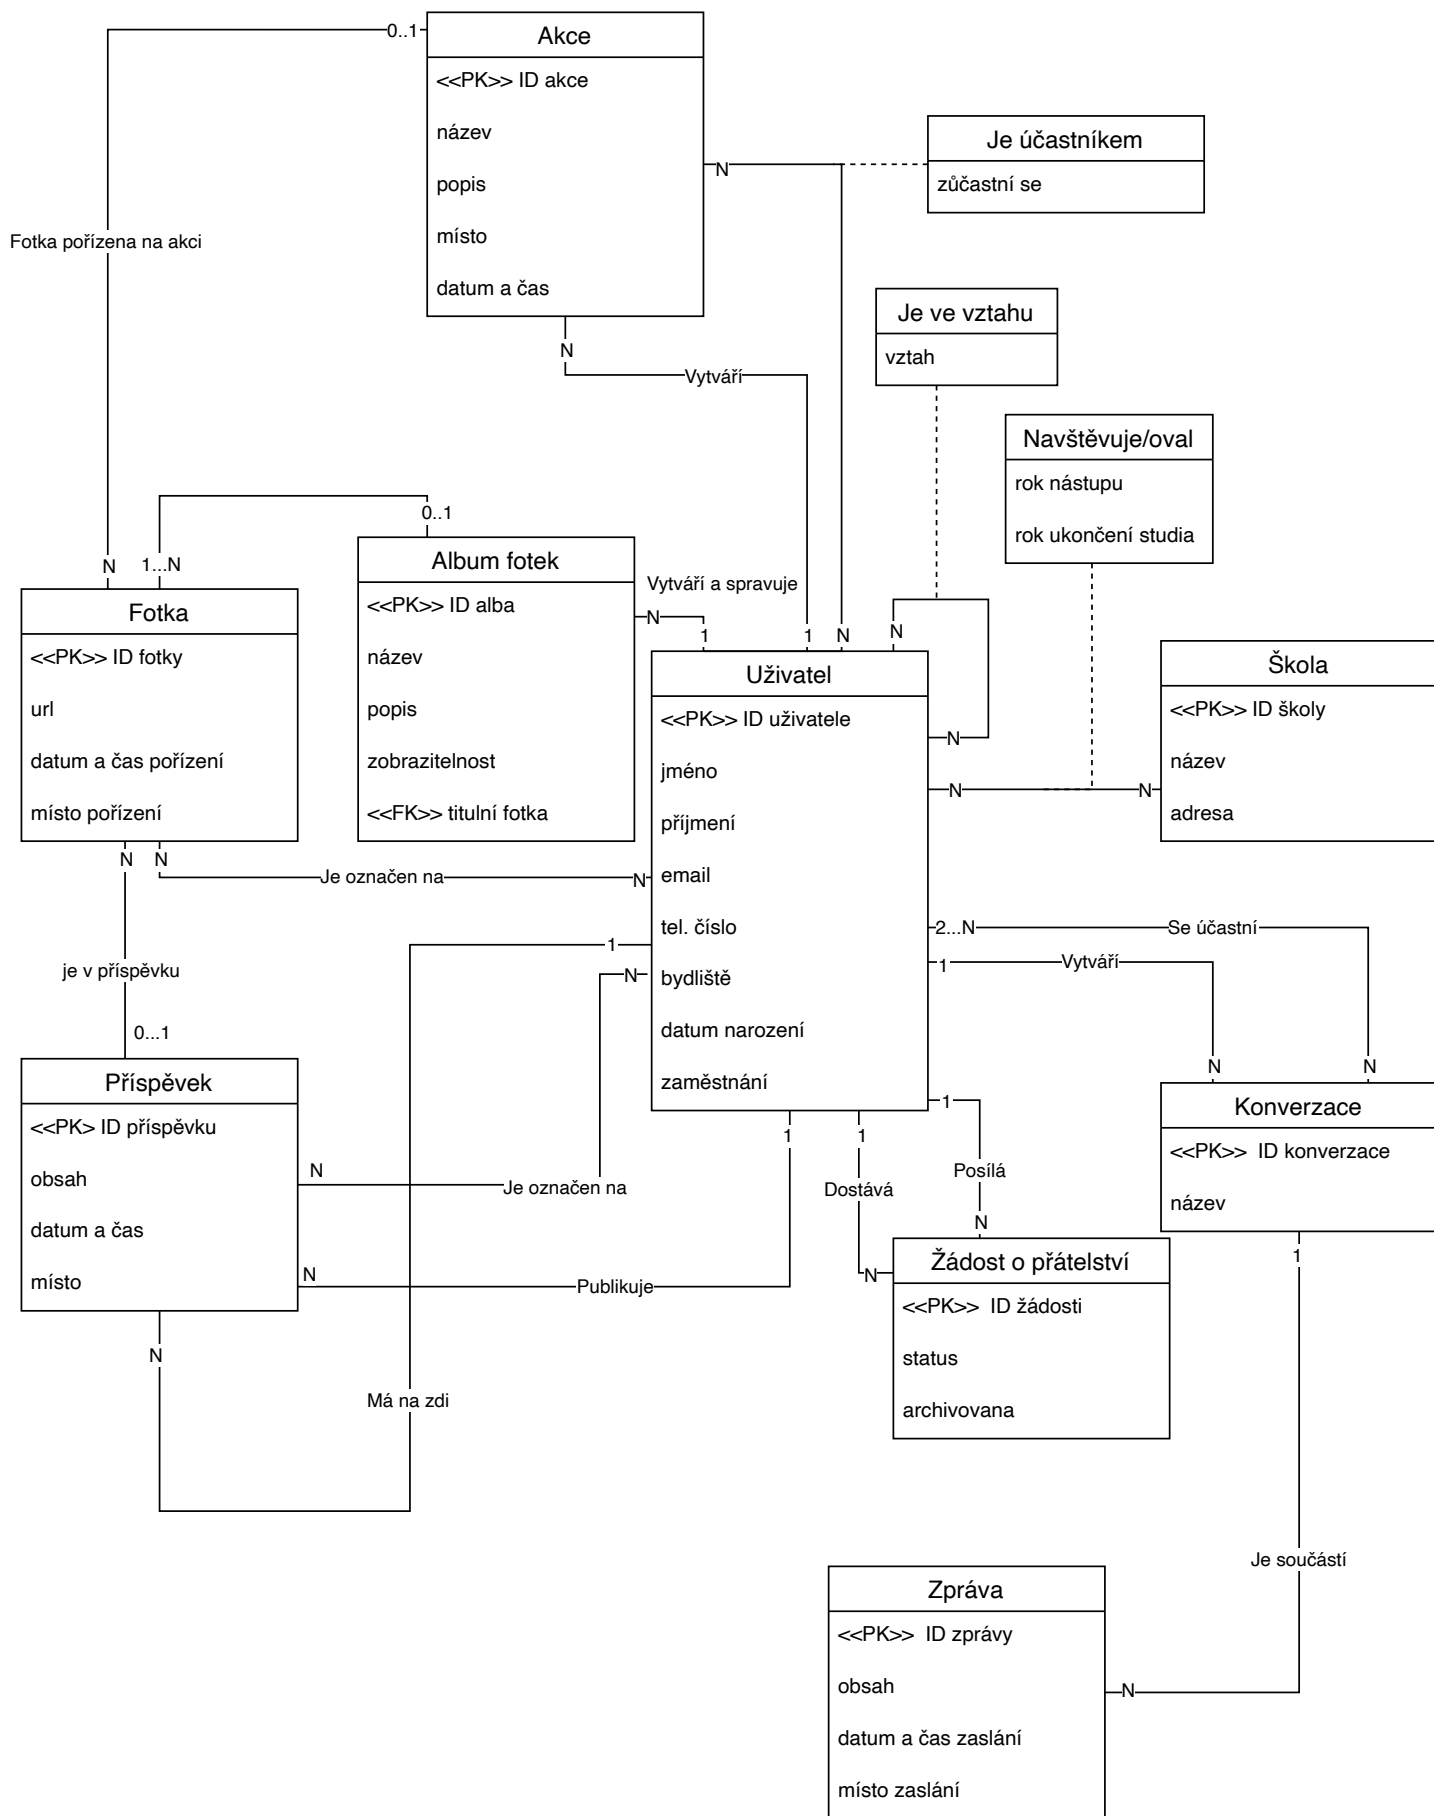 0..1
Akce
<<PK>> ID akce
název
popis
místo
datum a čas
N
N
Je účastníkem
zůčastní se
Fotka pořízena na akci
Vytváří
Je ve vztahu
vztah
Navštěvuje/oval
rok nástupu
rok ukončení studia
0..1
N
1...N
Album fotek
<<PK>> ID alba
název
popis
zobrazitelnost
<<FK>> titulní fotka
Vytváří a spravuje
N
1
1
N
N
Fotka
<<PK>> ID fotky
url
datum a čas pořízení
místo pořízení
N
N
Je označen na
N
Uživatel
<<PK>> ID uživatele
jméno
příjmení
email
tel. číslo
bydliště
datum narození
zaměstnání
N
N
N
Škola
<<PK>> ID školy
název
adresa
2...N
Se účastní
1
Vytváří
1
N
je v příspěvku
0...1
N
N
Příspěvek
<<PK> ID příspěvku
obsah
datum a čas
místo
N
Je označen na
N
Publikuje
N
Má na zdi
1
1
1
Dostává
Posílá
N
N
Konverzace
<<PK>> ID konverzace
název
1
Žádost o přátelství
<<PK>> ID žádosti
status
archivovana
Je součástí
Zpráva
<<PK>> ID zprávy
obsah
datum a čas zaslání
místo zaslání
N